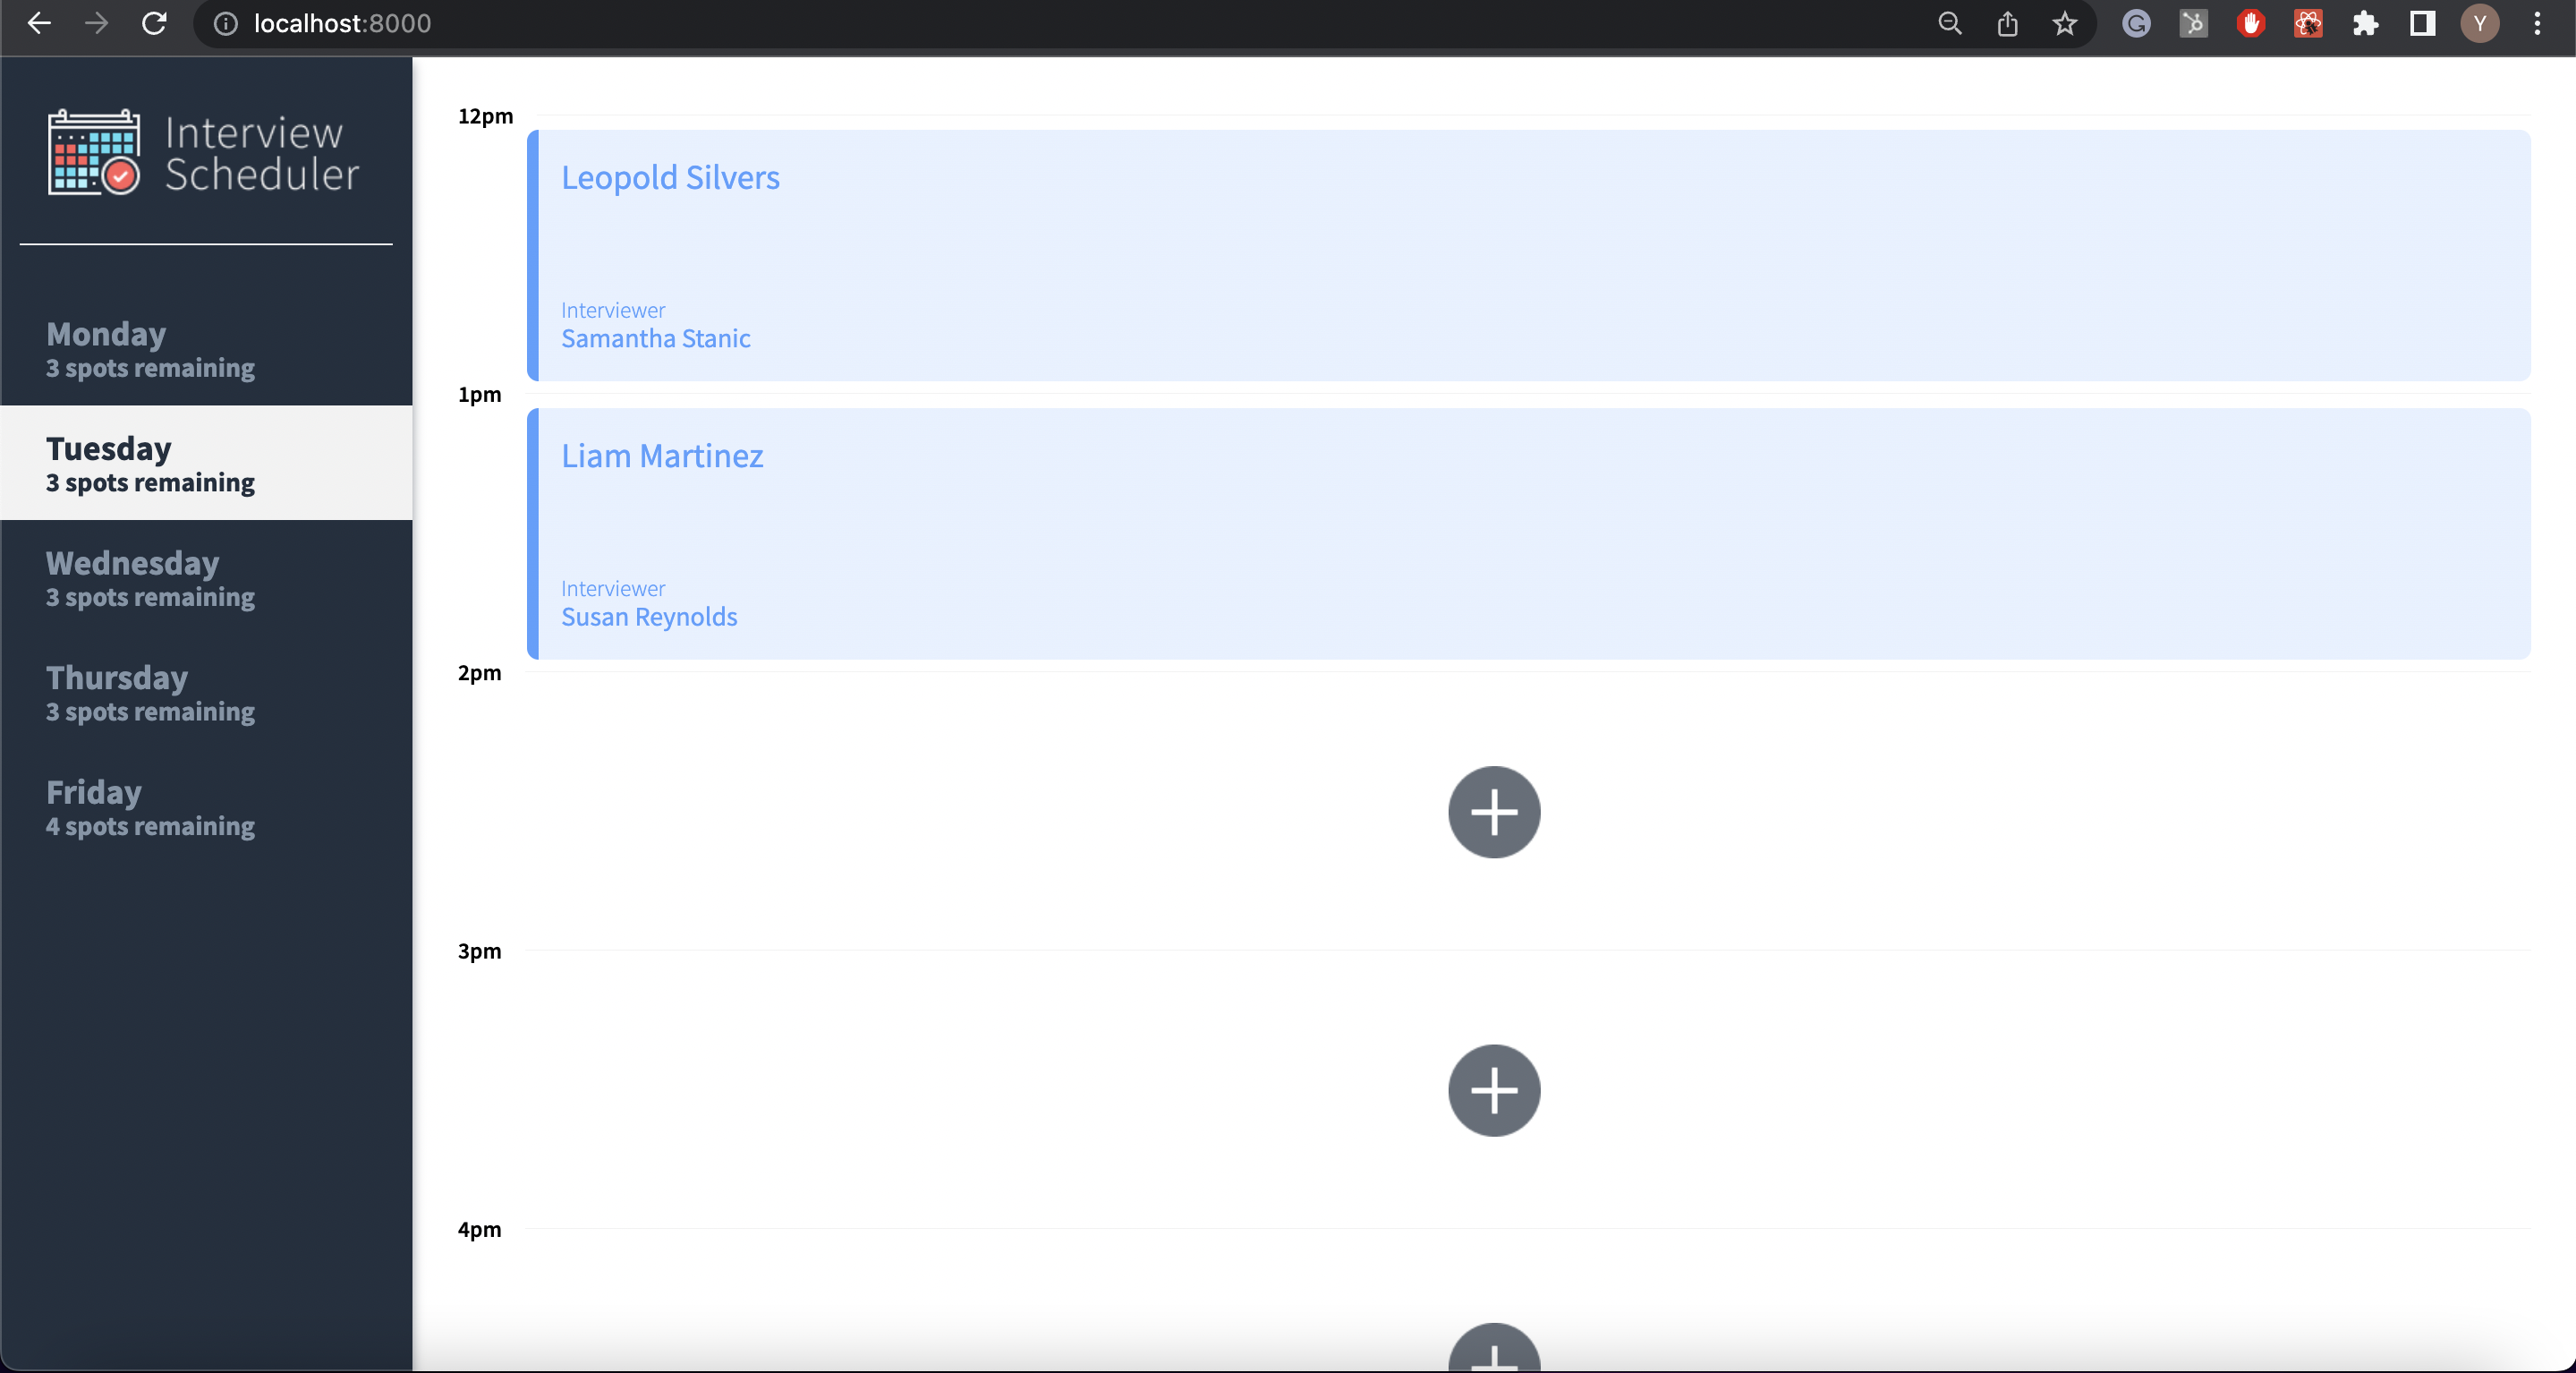 localhost:8000
Y
Interview
Scheduler
Monday
3 spots remaining
Tuesday
3 spots remaining
Wednesday
3 spots remaining
Thursday
3 spots remaining
Friday
4 spots remaining
12pm
Leopold Silvers
Interviewer
Samantha Stanic
1pm
Liam Martinez
Interviewer
Susan Reynolds
2pm
3pm
4pm